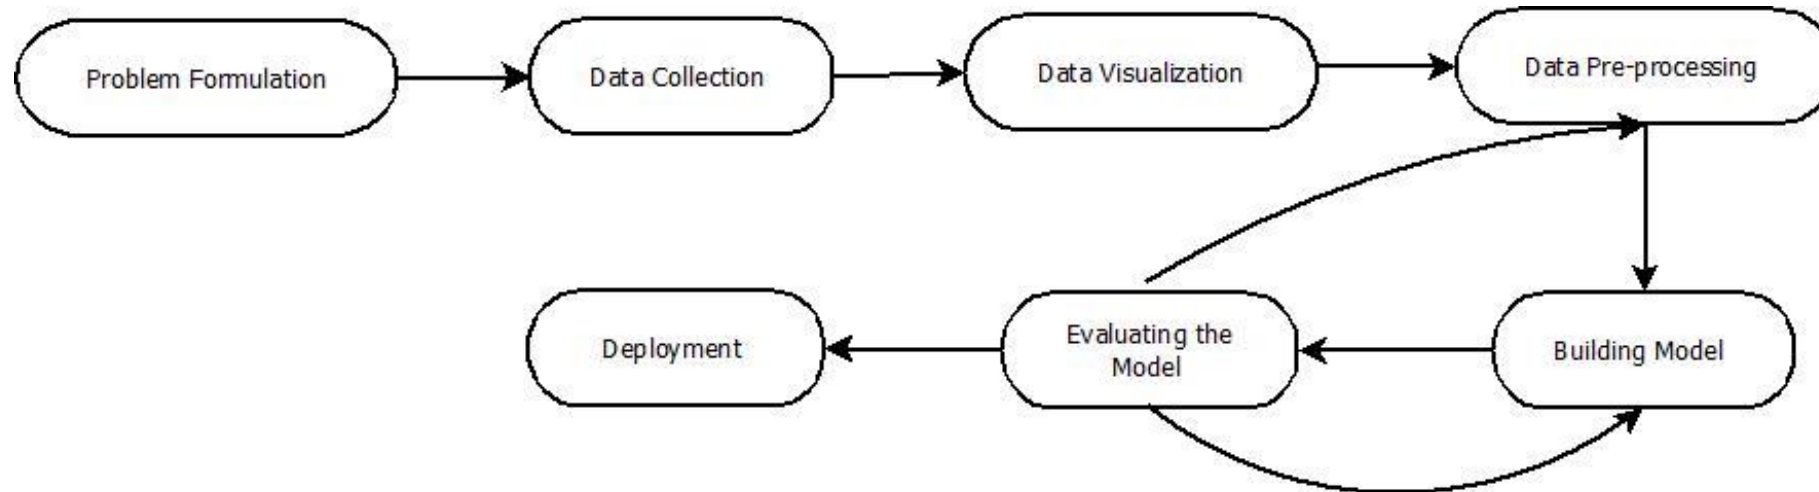 Problem Formulation
Data Collection
Data Visualization
Data Pre-processing
Deployment
Evaluating the
Model
Building Model